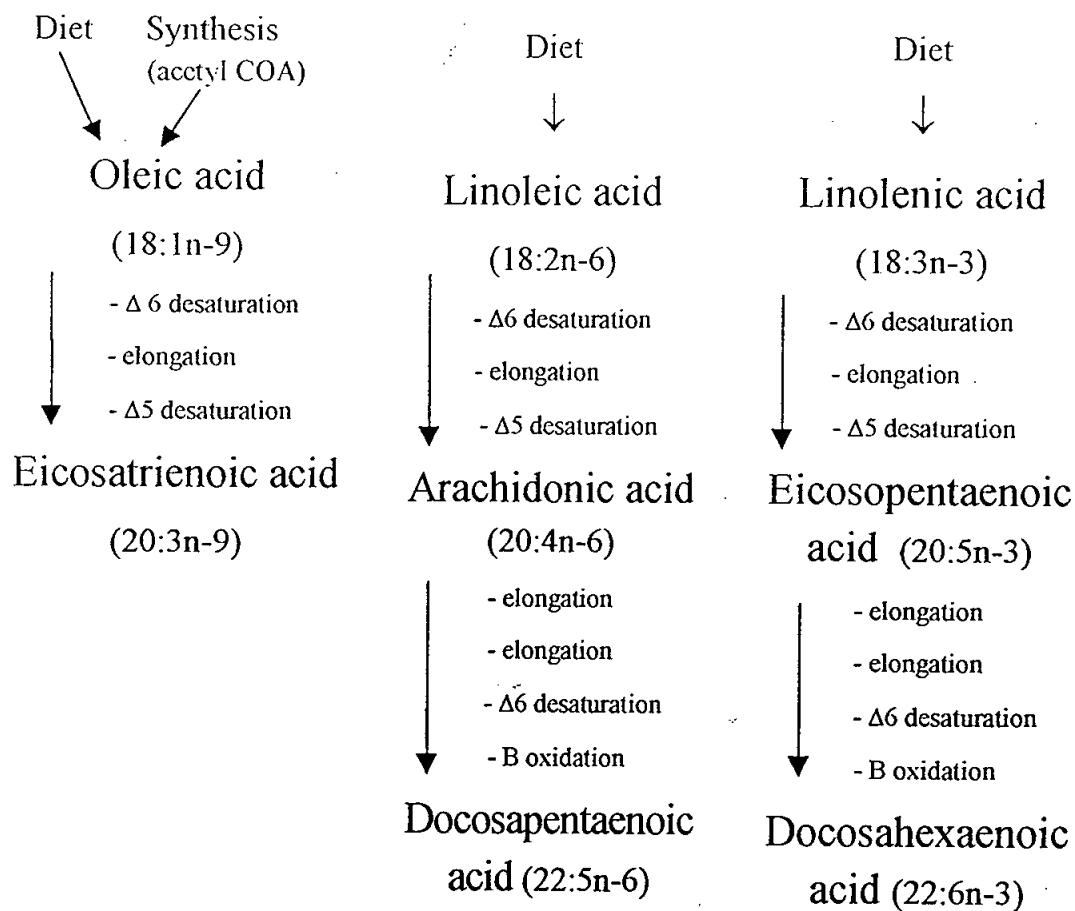 Diet Synthesis
(acctyl COA)
Oleic acid
(18:1n-9)
- Δ 6 desaturation
- elongation
- Δ5 desaturation
Eicosatrienoic acid
(20:3n-9)
Diet
Linoleic acid
(18:2n-6)
- Δ6 desaturation
- elongation
- Δ5 desaturation
Arachidonic acid
(20:4n-6)
- elongation
- elongation
- Δ6 desaturation
- B oxidation
Docosapentaenoic
acid (22:5n-6)
Diet
Linolenic acid
(18:3n-3)
- Δ6 desaturation
- elongation
- Δ5 desaturation
Eicosopentaenoic
acid (20:5n-3)
- elongation
- elongation
- Δ6 desaturation
- B oxidation
Docosahexaenoic
acid (22:6n-3)